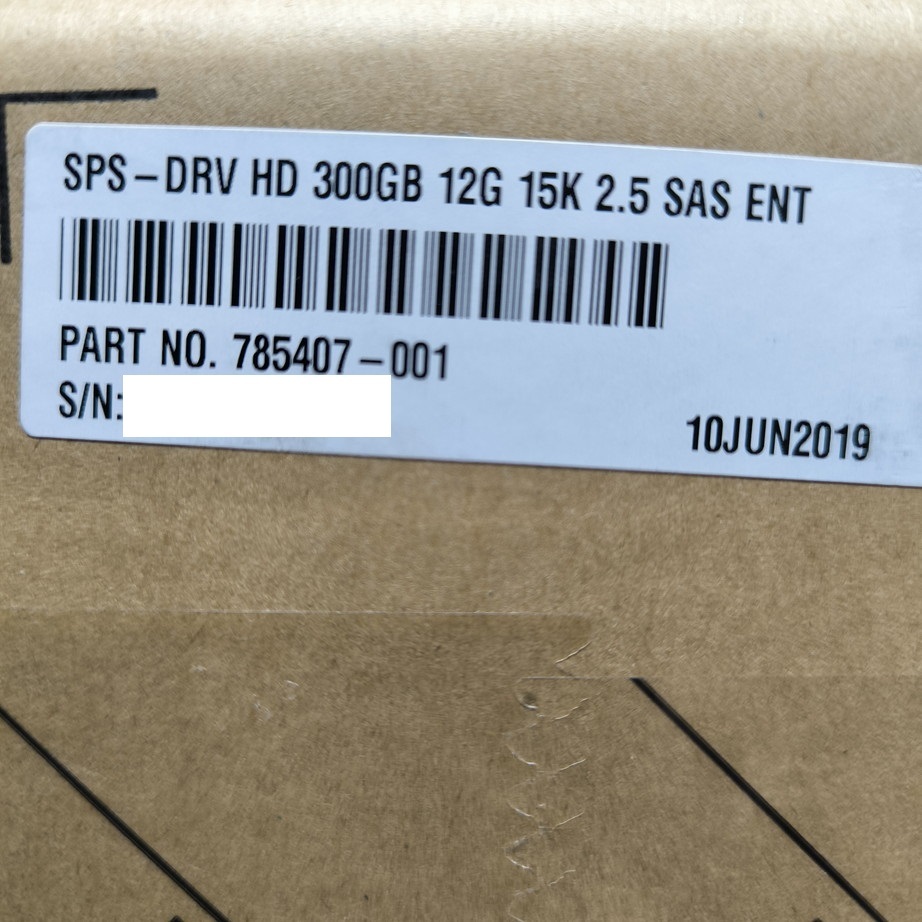 SPS-DRV HD 300GB 12G 15K 2.5 SAS ENT
PART NO. 785407-001
S/N:
10JUN2019